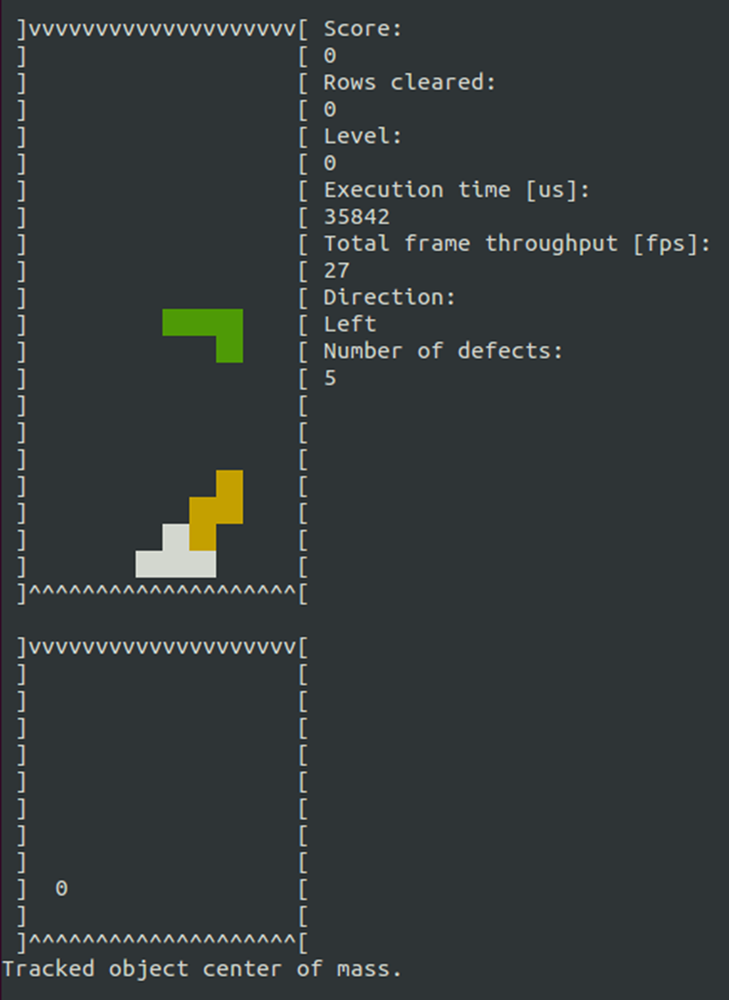 ]vvvvvvvvvvvvvvvvvvvv[ Score:
] [ 0
] [ Rows cleared:
] [ 0
] [ Level:
] [ 0
] [ Execution time [us]:
] [ 35842
] [ Total frame throughput [fps]:
] [ 27
] [ Direction:
] [ Left
] [ Number of defects:
] [ 5
] [
] [
] [
] [
] [
] [
] [
]^^^^^^^^^^^^^^^^^^^^[
]vvvvvvvvvvvvvvvvvvvv[
] [
] [
] [
] [
] [
] [
] [
] [
] 0 [
] [
]^^^^^^^^^^^^^^^^^^^^[
Tracked object center of mass.